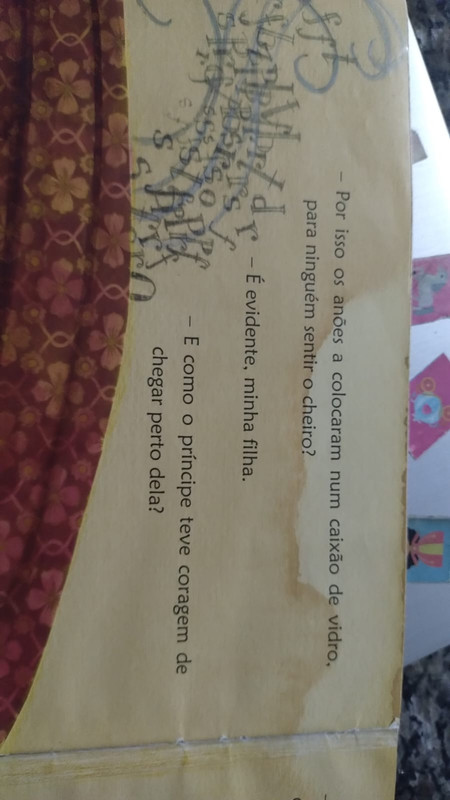 – Por isso os anões a colocaram num caixão de vidro,
para ninguém sentir o cheiro?
– É evidente, minha filha.
– E como o príncipe teve coragem de
chegar perto dela?